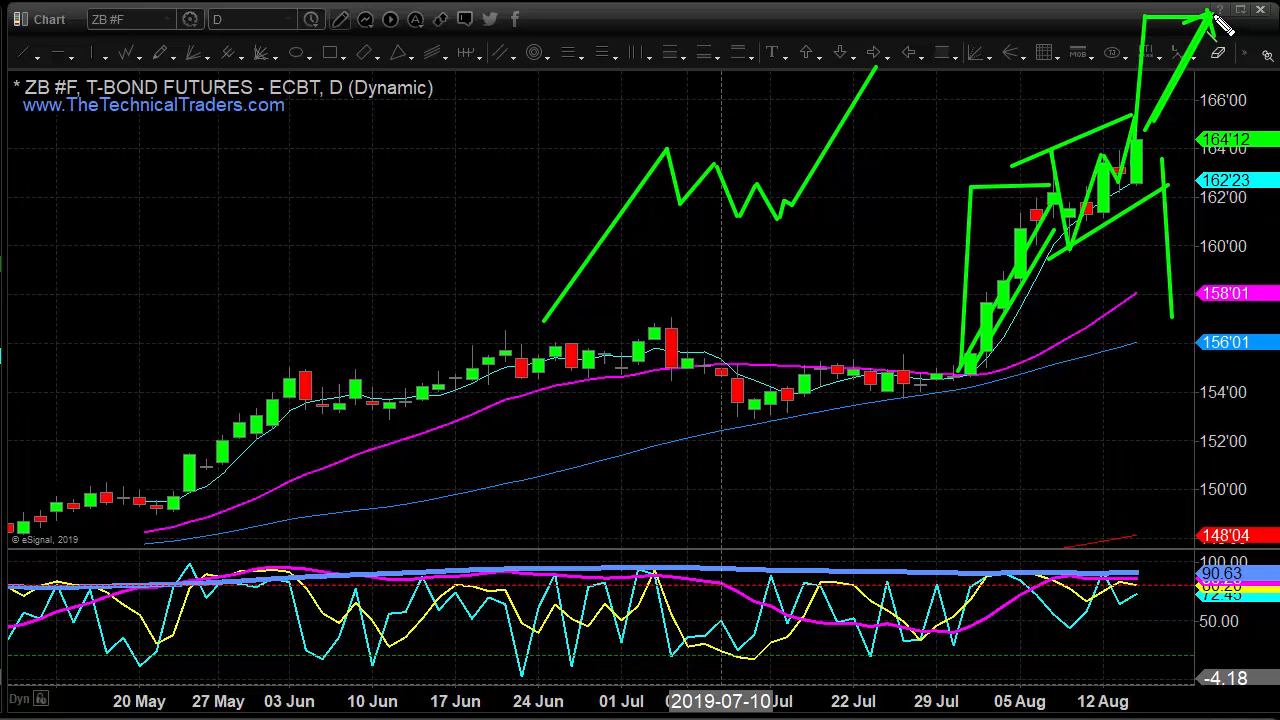 Chart ZB #F D
* ZB #F, T-BOND FUTURES - ECBT, D (Dynamic)
www.TheTechnicalTraders.com
MOB
166'00
164'12
164'00
162'23
162'00
160'00
158'01
156'01
154'00
152'00
150'00
148'04
© eSignal, 2019
100.00
90.63
72.45
50.00
-4.18
Dyn
20 May 27 May 03 Jun 10 Jun 17 Jun 24 Jun 01 Jul 2019-07-10 Jul 22 Jul 29 Jul 05 Aug 12 Aug